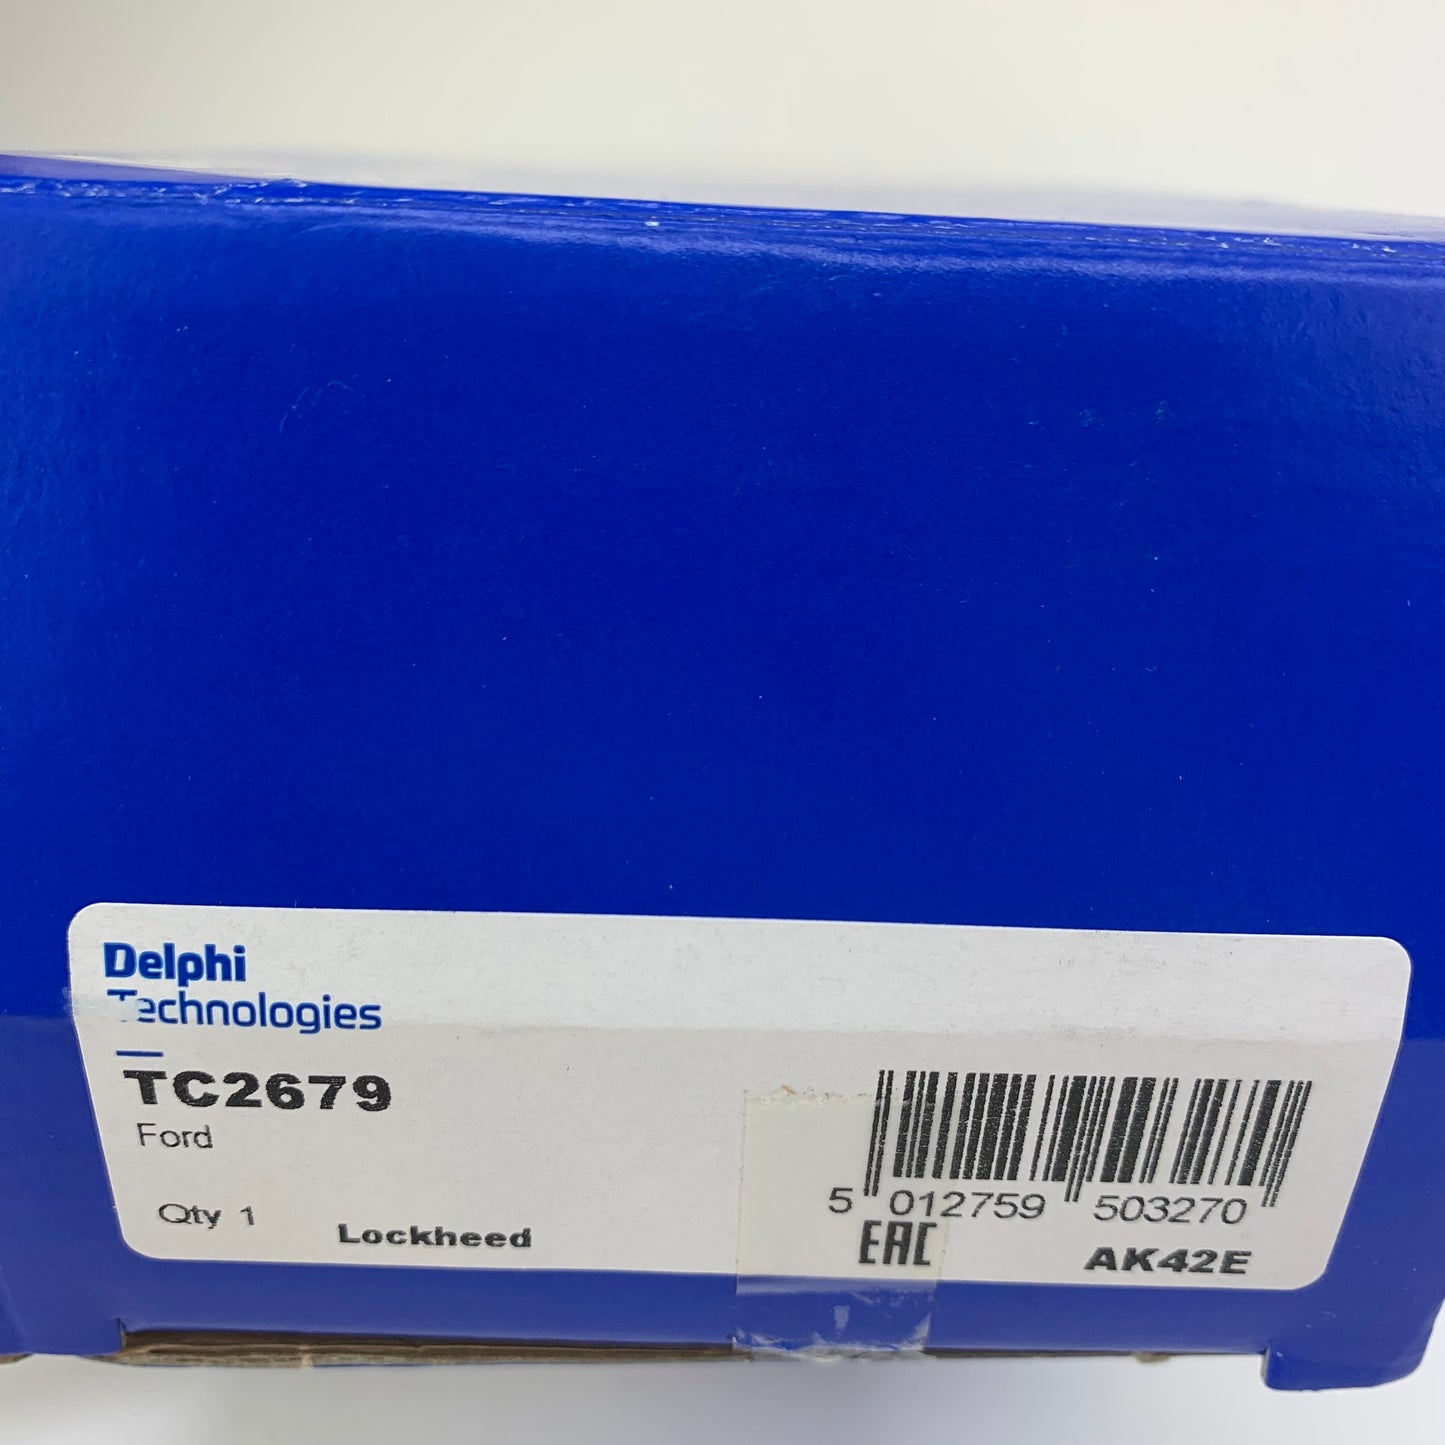 Delphi
Technologies
TC2679
Ford
Qty 1
Lockheed
5 012759 503270
EAC
AK42E